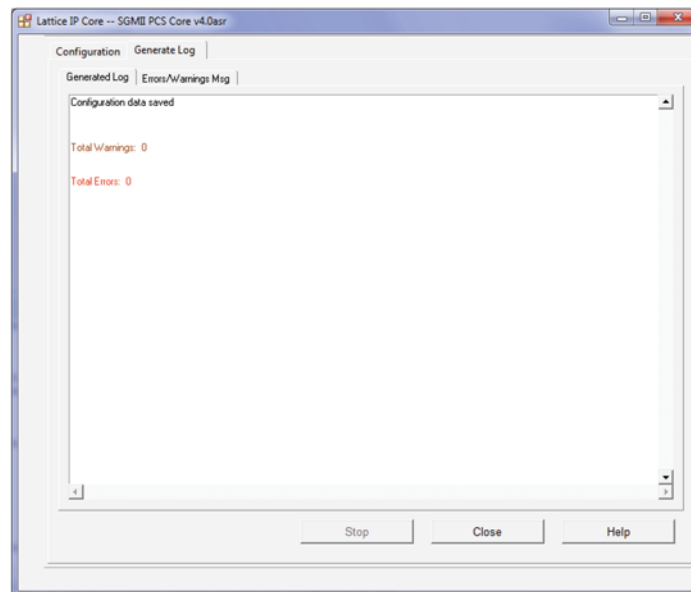 Lattice IP Core -- SGMII PCS Core v4.0asr
Configuration Generate Log
Generated Log Errors/Warnings Msg
Configuration data saved
Total Warnings: 0
Total Errors: 0
Stop Close Help